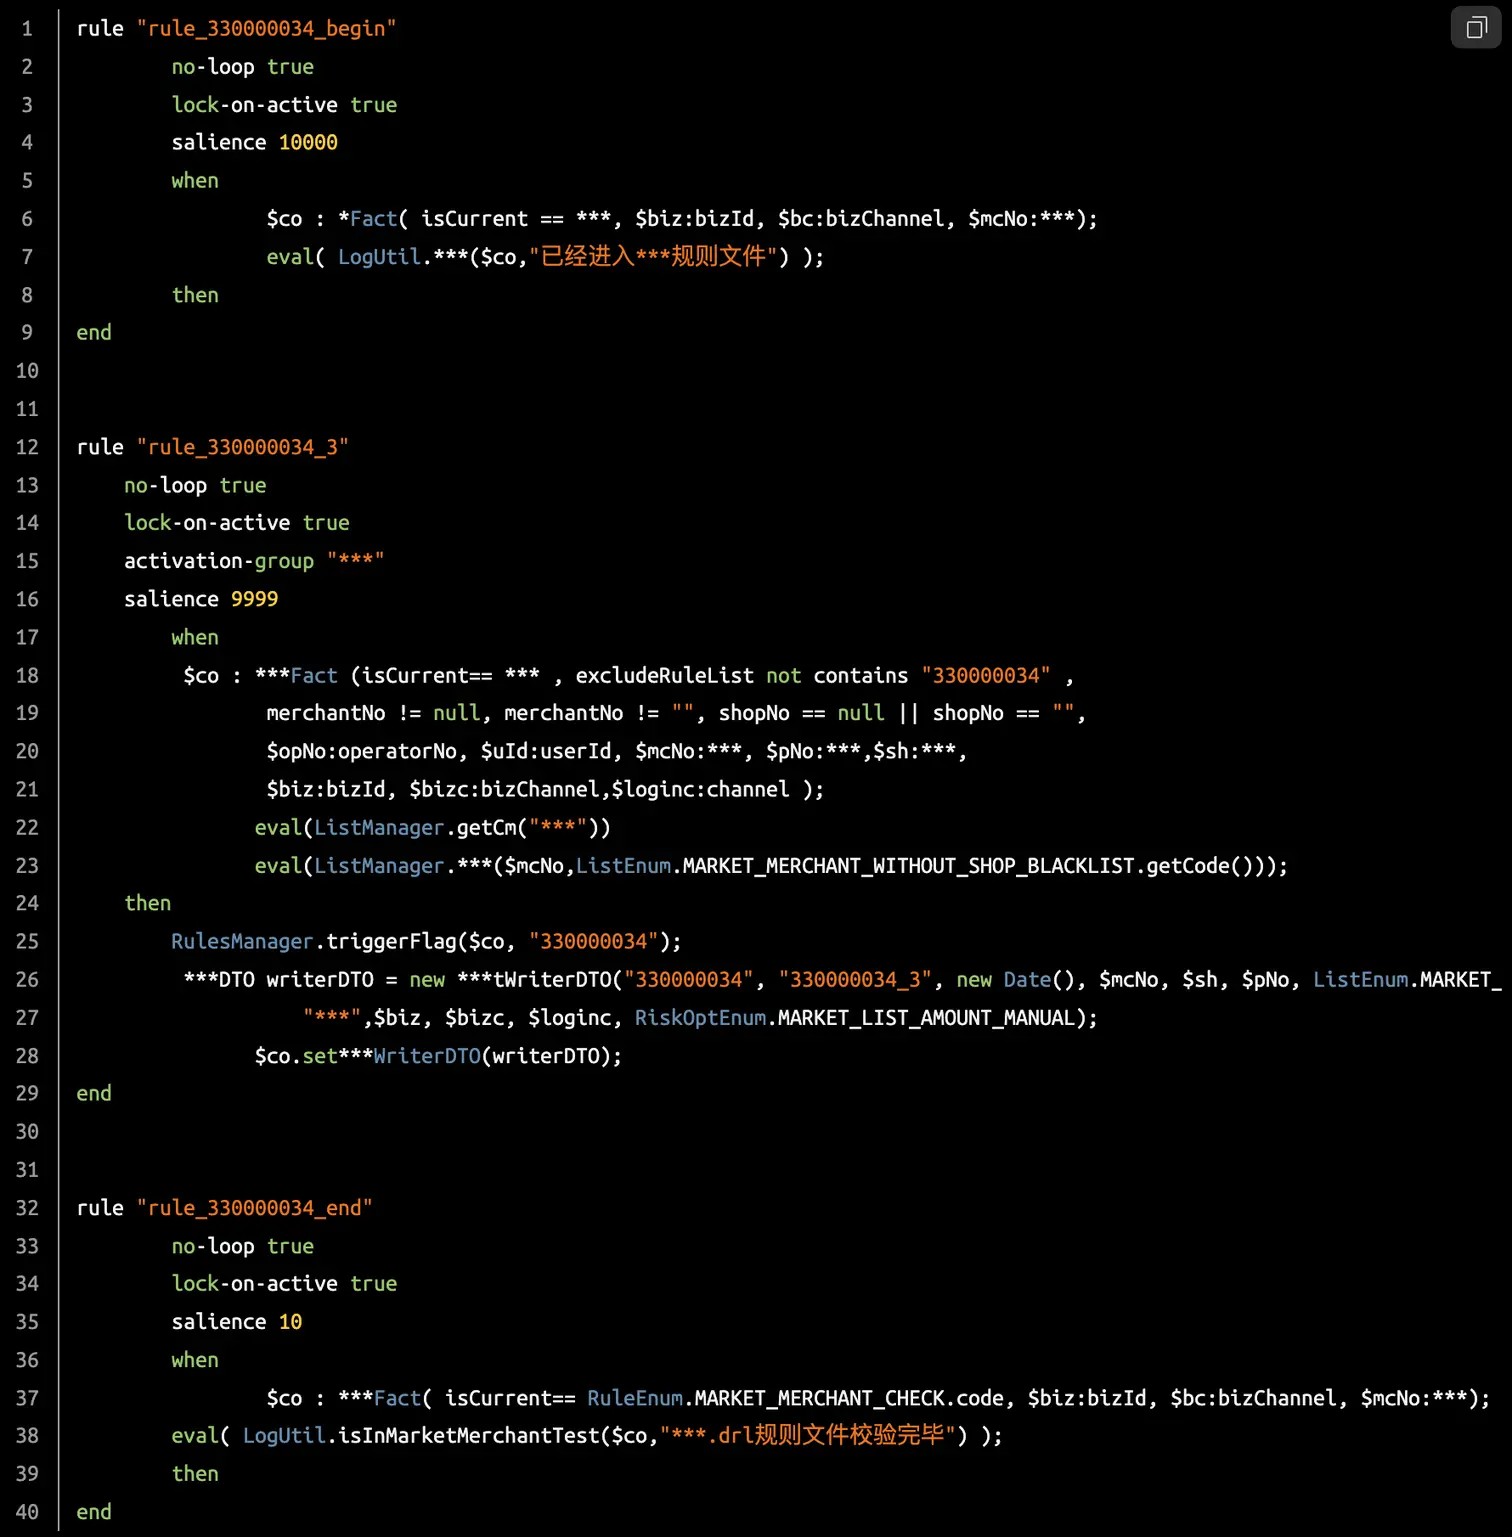 1 rule "rule_330000034_begin"
2 no-loop true
3 lock-on-active true
4 salience 10000
5 when
6 $co : *Fact( isCurrent == ***, $biz:bizId, $bc:bizChannel, $mcNo:***);
7 eval( LogUtil.***($co,"已经进入***规则文件") );
8 then
9 end
10
11
12 rule "rule_330000034_3"
13 no-loop true
14 lock-on-active true
15 activation-group "***"
16 salience 9999
17 when
18 $co : ***Fact (isCurrent== *** , excludeRuleList not contains "330000034" ,
19 merchantNo != null, merchantNo != "", shopNo == null || shopNo == "",
20 $opNo:operatorNo, $uId:userId, $mcNo:***, $pNo:***,$sh:***,
21 $biz:bizId, $bizc:bizChannel,$loginc:channel );
22 eval(ListManager.getCm("***"))
23 eval(ListManager.***($mcNo,ListEnum.MARKET_MERCHANT_WITHOUT_SHOP_BLACKLIST.getCode()));
24 then
25 RulesManager.triggerFlag($co, "330000034");
26 ***DTO writerDTO = new ***tWriterDTO("330000034", "330000034_3", new Date(), $mcNo, $sh, $pNo, ListEnum.MARKET_
27 "***",$biz, $bizc, $loginc, RiskOptEnum.MARKET_LIST_AMOUNT_MANUAL);
28 $co.set***WriterDTO(writerDTO);
29 end
30
31
32 rule "rule_330000034_end"
33 no-loop true
34 lock-on-active true
35 salience 10
36 when
37 $co : ***Fact( isCurrent== RuleEnum.MARKET_MERCHANT_CHECK.code, $biz:bizId, $bc:bizChannel, $mcNo:***);
38 eval( LogUtil.isInMarketMerchantTest($co,"***.drl规则文件校验完毕") );
39 then
40 end